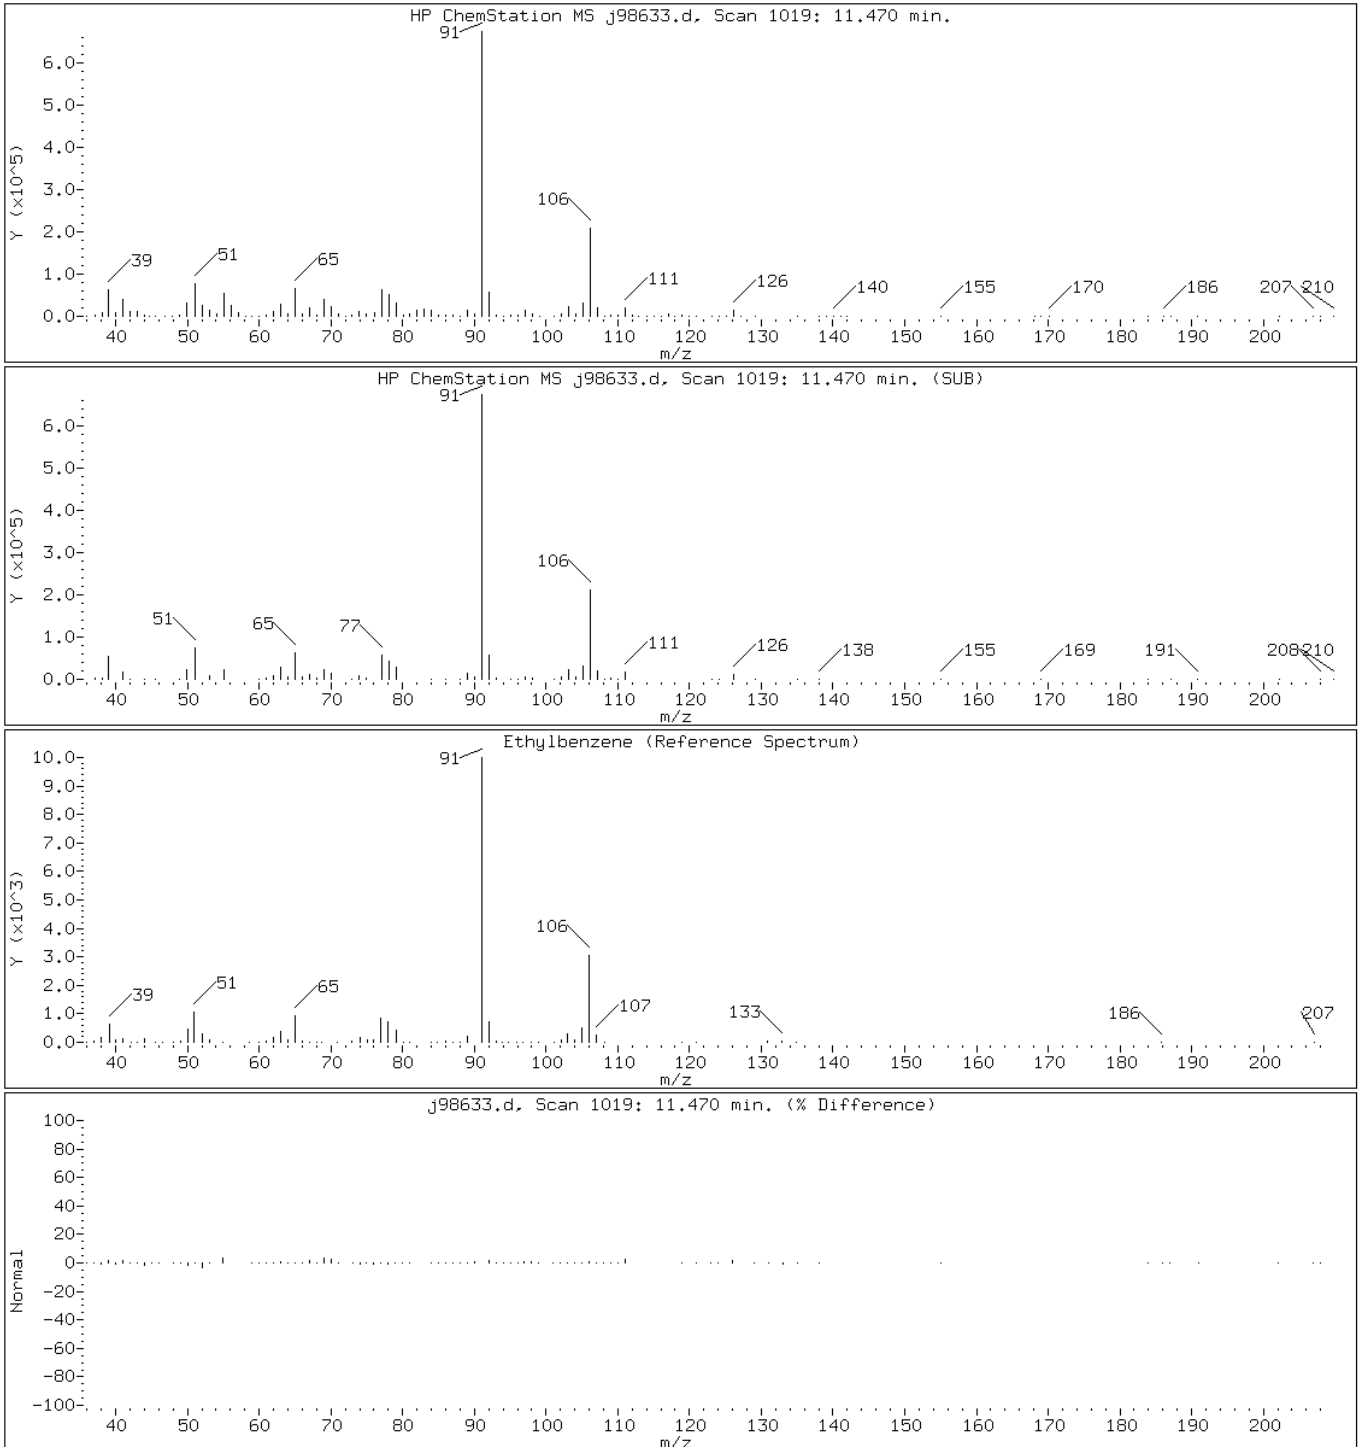 HP ChemStation MS j98633.d, Scan 1019: 11.470 min.
91
6.0
5.0
4.0
106
3.0
Y (x10^5)
2.0
39 51 65
1.0
111 126 140 155 170 186 207 210
0.0
40 50 60 70 80 90 100 110 120 130 140 150 160 170 180 190 200
m/z
HP ChemStation MS j98633.d, Scan 1019: 11.470 min. (SUB)
91
6.0
5.0
4.0
3.0
106
Y (x10^5)
2.0
51 65 77
1.0
111 126 138 155 169 191 208 210
0.0
40 50 60 70 80 90 100 110 120 130 140 150 160 170 180 190 200
m/z
Ethylbenzene (Reference Spectrum)
91
10.0
9.0
8.0
7.0
6.0
5.0
4.0
106
Y (x10^3)
3.0
2.0
39 51 65
1.0
107 133 186 207
0.0
40 50 60 70 80 90 100 110 120 130 140 150 160 170 180 190 200
m/z
j98633.d, Scan 1019: 11.470 min. (% Difference)
100
80
60
40
20
0
Normal
-20
-40
-60
-80
-100
40 50 60 70 80 90 100 110 120 130 140 150 160 170 180 190 200
m/z